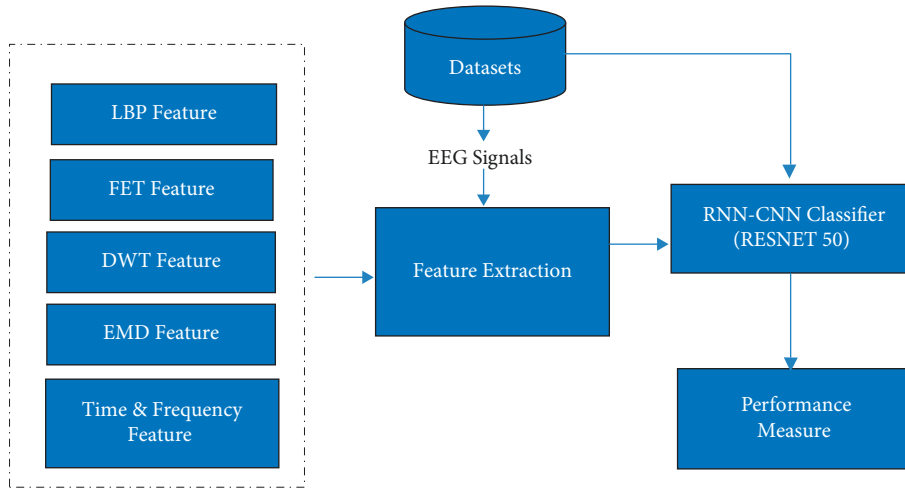 LBP Feature
FET Feature
DWT Feature
EMD Feature
Time & Frequency
Feature
Datasets
EEG Signals
Feature Extraction
RNN-CNN Classifier
(RESNET 50)
Performance
Measure